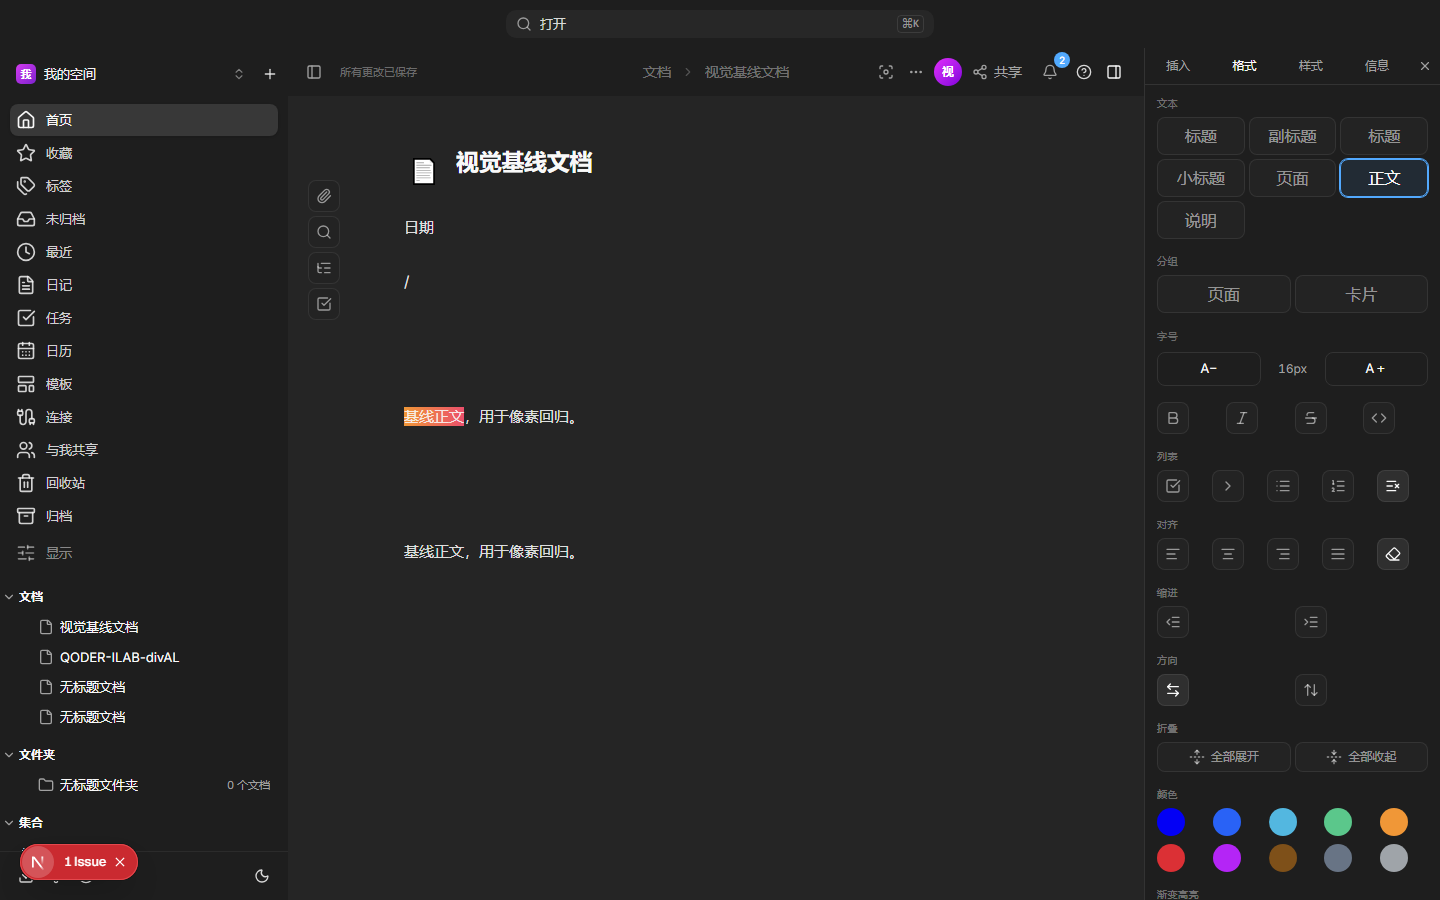 打开
⌘K
我 我的空间
首页
收藏
标签
未归档
最近
日记
任务
日历
模板
连接
与我共享
回收站
归档
显示
文档
视觉基线文档
QODER-ILAB-divAL
无标题文档
无标题文档
文件夹
无标题文件夹 0 个文档
集合
N 1 Issue
所有更改已保存
文档 视觉基线文档
视 共享 2
视觉基线文档
日期
/
基线正文，用于像素回归。
基线正文，用于像素回归。
插入 格式 样式 信息
文本
标题 副标题 标题
小标题 页面 正文
说明
分组
页面 卡片
字号
A− 16px A+
B I S <>
列表
对齐
缩进
方向
折叠
全部展开 全部收起
颜色
渐变高亮